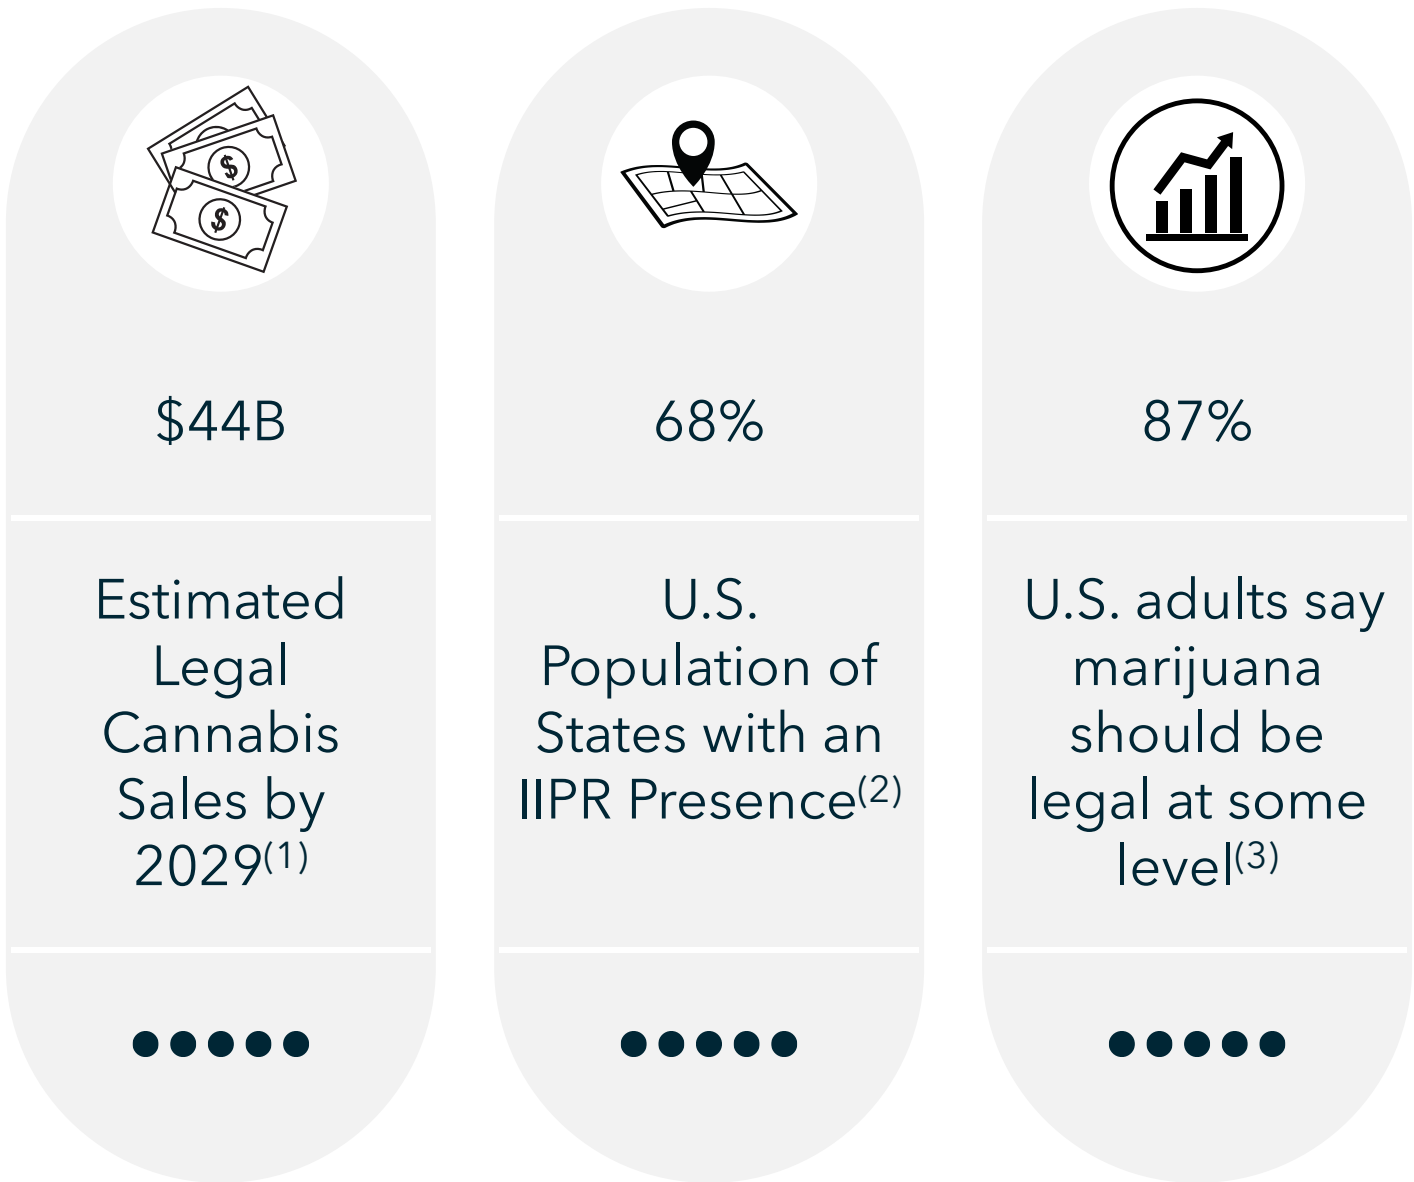 $44B
Estimated
Legal
Cannabis
Sales by
2029(1)
68%
U.S.
Population of
States with an
IIPR Presence(2)
87%
U.S. adults say
marijuana
should be
legal at some
level(3)